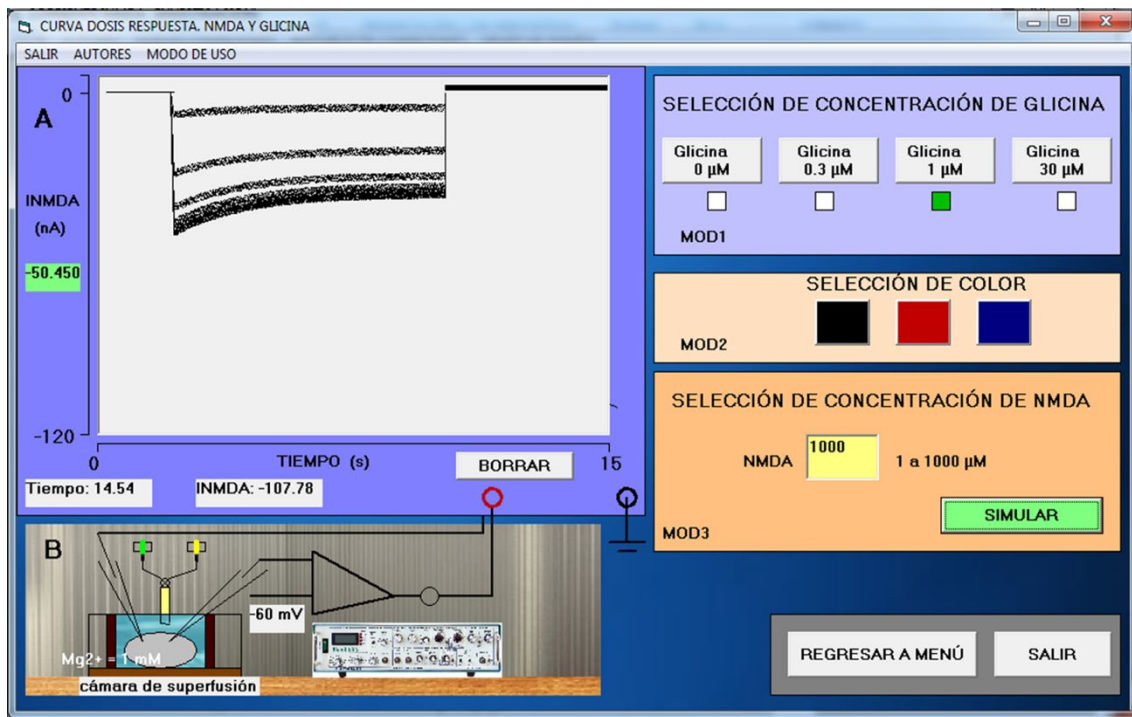 CURVA DOSIS RESPUESTA. NMDA Y GLICINA
SALIR AUTORES MODO DE USO
A
0
INMDA
(nA)
-50.450
-120
0
TIEMPO (s)
BORRAR
15
Tiempo: 14.54
INMDA: -107.78
B
-60 mV
Mg2+ = 1 mM
cámara de superfusión
SELECCIÓN DE CONCENTRACIÓN DE GLICINA
Glicina
0 µM
Glicina
0.3 µM
Glicina
1 µM
Glicina
30 µM
MOD1
SELECCIÓN DE COLOR
MOD2
SELECCIÓN DE CONCENTRACIÓN DE NMDA
NMDA
1000
1 a 1000 µM
SIMULAR
MOD3
REGRESAR A MENÚ
SALIR